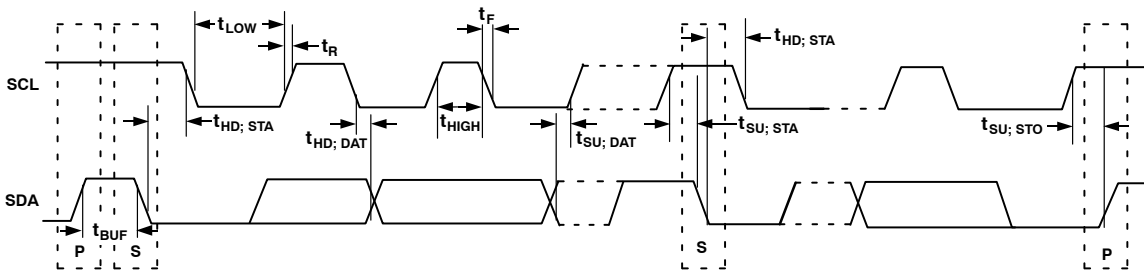 tLOW
tR
tF
tHD; STA
SCL
tHD; STA
tHD; DAT
tHIGH
tSU; DAT
tSU; STA
tSU; STO
SDA
tBUF
P
S
S
P